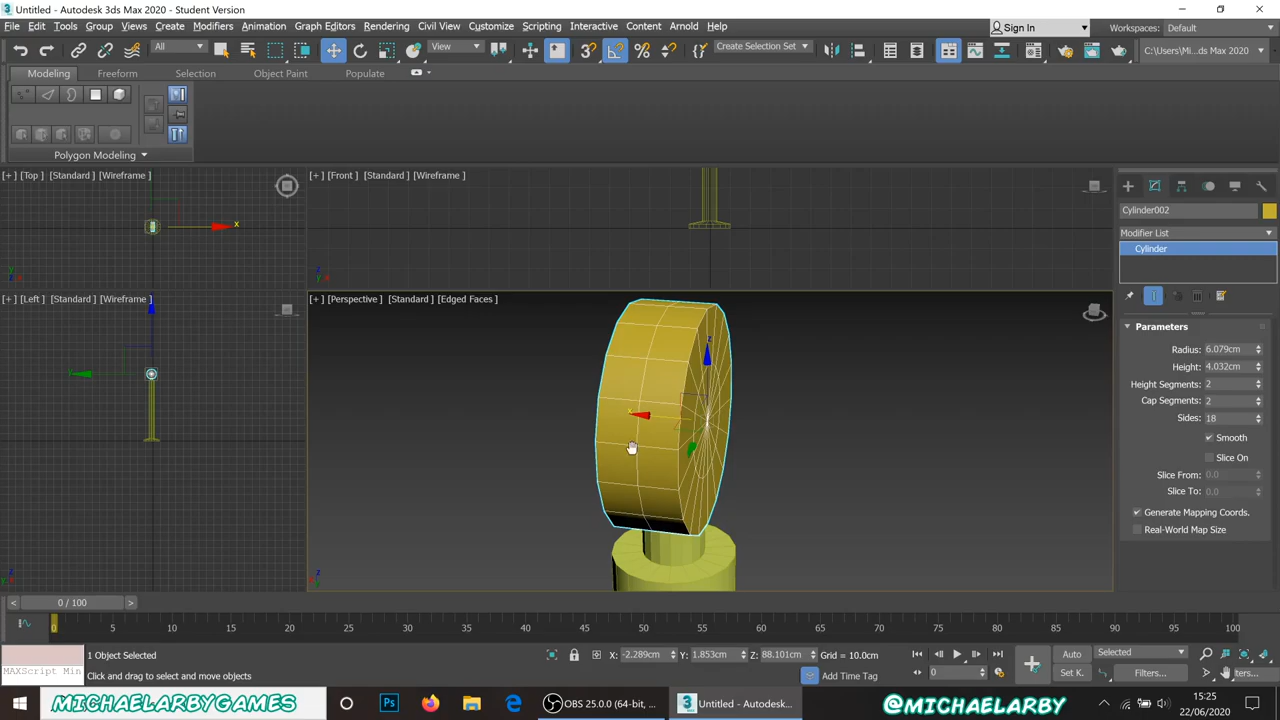 Untitled - Autodesk 3ds Max 2020 - Student Version
File Edit Tools Group Views Create Modifiers Animation Graph Editors Rendering Civil View Customize Scripting Interactive Content Arnold Help
Sign In
Workspaces: Default
All
View
Create Selection Set
C:\Users\Mi...ds Max 2020
Modeling Freeform Selection Object Paint Populate
Polygon Modeling
[+] [Top] [Standard] [Wireframe]
[+] [Front] [Standard] [Wireframe]
Cylinder002
Modifier List
Cylinder
[+] [Left] [Standard] [Wireframe]
[+] [Perspective] [Standard] [Edged Faces]
Parameters
Radius: 6.079cm
Height: 4.032cm
Height Segments: 2
Cap Segments: 2
Sides: 18
Smooth
Slice On
Slice From: 0.0
Slice To: 0.0
Generate Mapping Coords.
Real-World Map Size
0 / 100
0 5 10 15 20 25 30 35 40 45 50 55 60 65 70 75 80 85 90 95 100
1 Object Selected
X: -2.289cm Y: 1.853cm Z: 88.101cm Grid = 10.0cm
Auto
Selected
MAXScript Min
Click and drag to select and move objects
Add Time Tag
Set K.
Filters...
0
ters...
MICHAELARBYGAMES
Ps
OBS 25.0.0 (64-bit, ...
3
MAX
Untitled - Autodesk...
@MICHAELARBY
15:25
22/06/2020